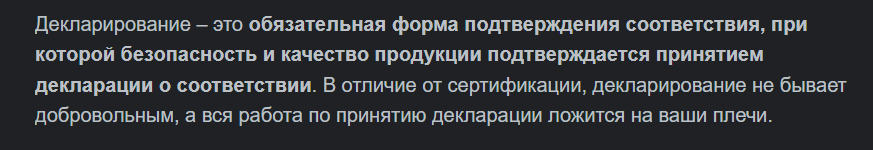 Декларирование – это обязательная форма подтверждения соответствия, при
которой безопасность и качество продукции подтверждается принятием
декларации о соответствии. В отличие от сертификации, декларирование не бывает
добровольным, а вся работа по принятию декларации ложится на ваши плечи.